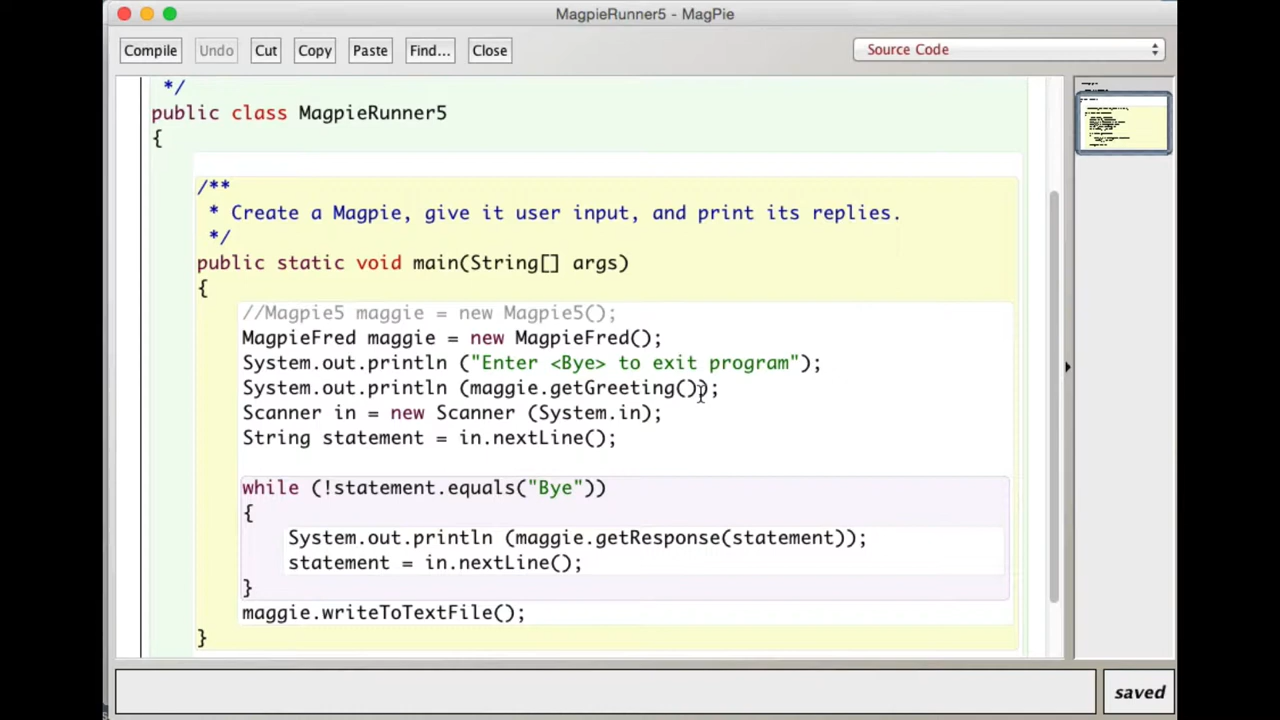 MagpieRunner5 - MagPie
Compile Undo Cut Copy Paste Find... Close Source Code
*/
public class MagpieRunner5
{
/**
* Create a Magpie, give it user input, and print its replies.
*/
public static void main(String[] args)
{
//Magpie5 maggie = new Magpie5();
MagpieFred maggie = new MagpieFred();
System.out.println ("Enter <Bye> to exit program");
System.out.println (maggie.getGreeting());
Scanner in = new Scanner (System.in);
String statement = in.nextLine();
while (!statement.equals("Bye"))
{
System.out.println (maggie.getResponse(statement));
statement = in.nextLine();
}
maggie.writeToTextFile();
}
saved